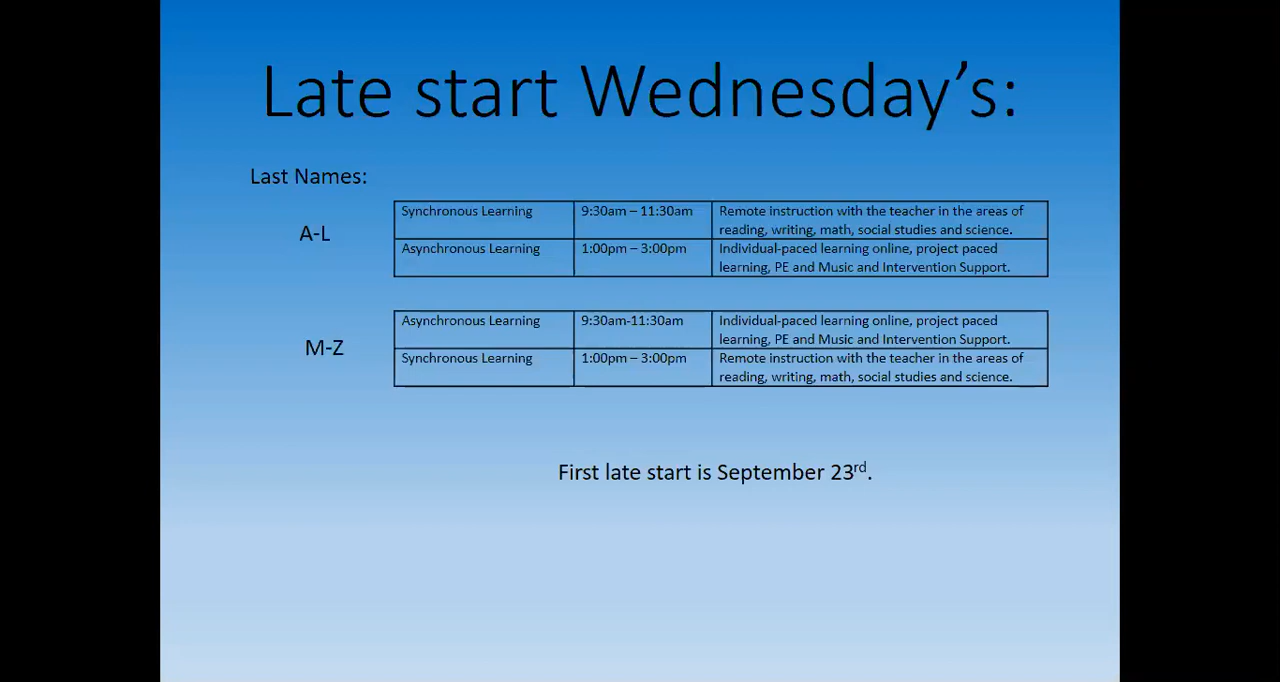 Late start Wednesday’s:
Last Names:
A-L
Synchronous Learning 9:30am – 11:30am Remote instruction with the teacher in the areas of
reading, writing, math, social studies and science.
Asynchronous Learning 1:00pm – 3:00pm Individual-paced learning online, project paced
learning, PE and Music and Intervention Support.
M-Z
Asynchronous Learning 9:30am-11:30am Individual-paced learning online, project paced
learning, PE and Music and Intervention Support.
Synchronous Learning 1:00pm – 3:00pm Remote instruction with the teacher in the areas of
reading, writing, math, social studies and science.
First late start is September 23rd.